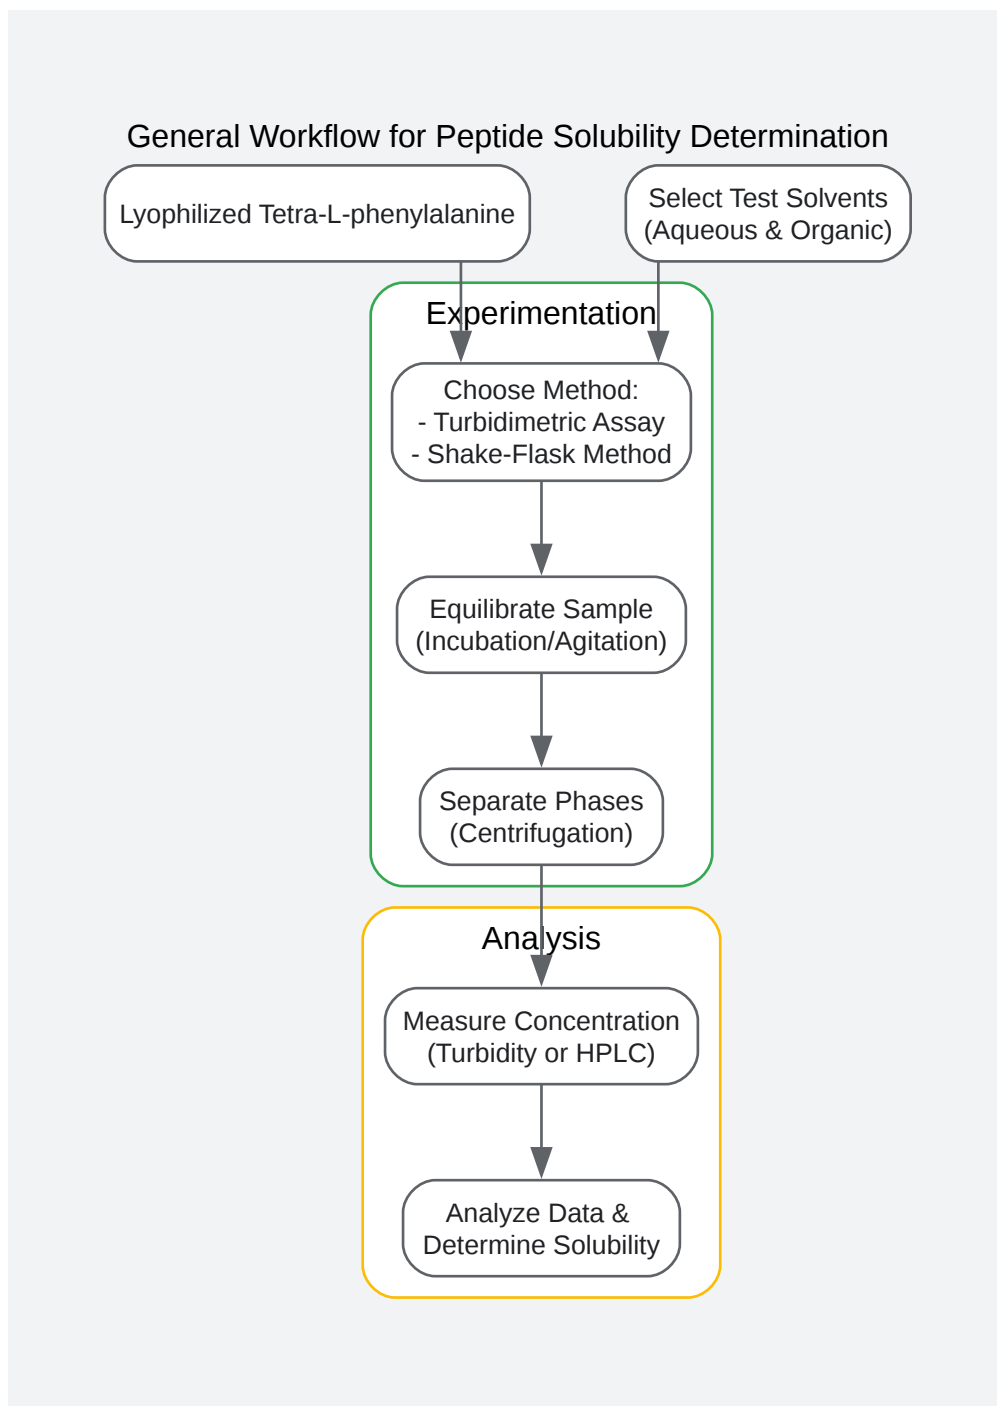 General Workflow for Peptide Solubility Determination
Lyophilized Tetra-L-phenylalanine
Select Test Solvents
(Aqueous & Organic)
Experimentation
Choose Method:
- Turbidimetric Assay
- Shake-Flask Method
Equilibrate Sample
(Incubation/Agitation)
Separate Phases
(Centrifugation)
Analysis
Measure Concentration
(Turbidity or HPLC)
Analyze Data &
Determine Solubility